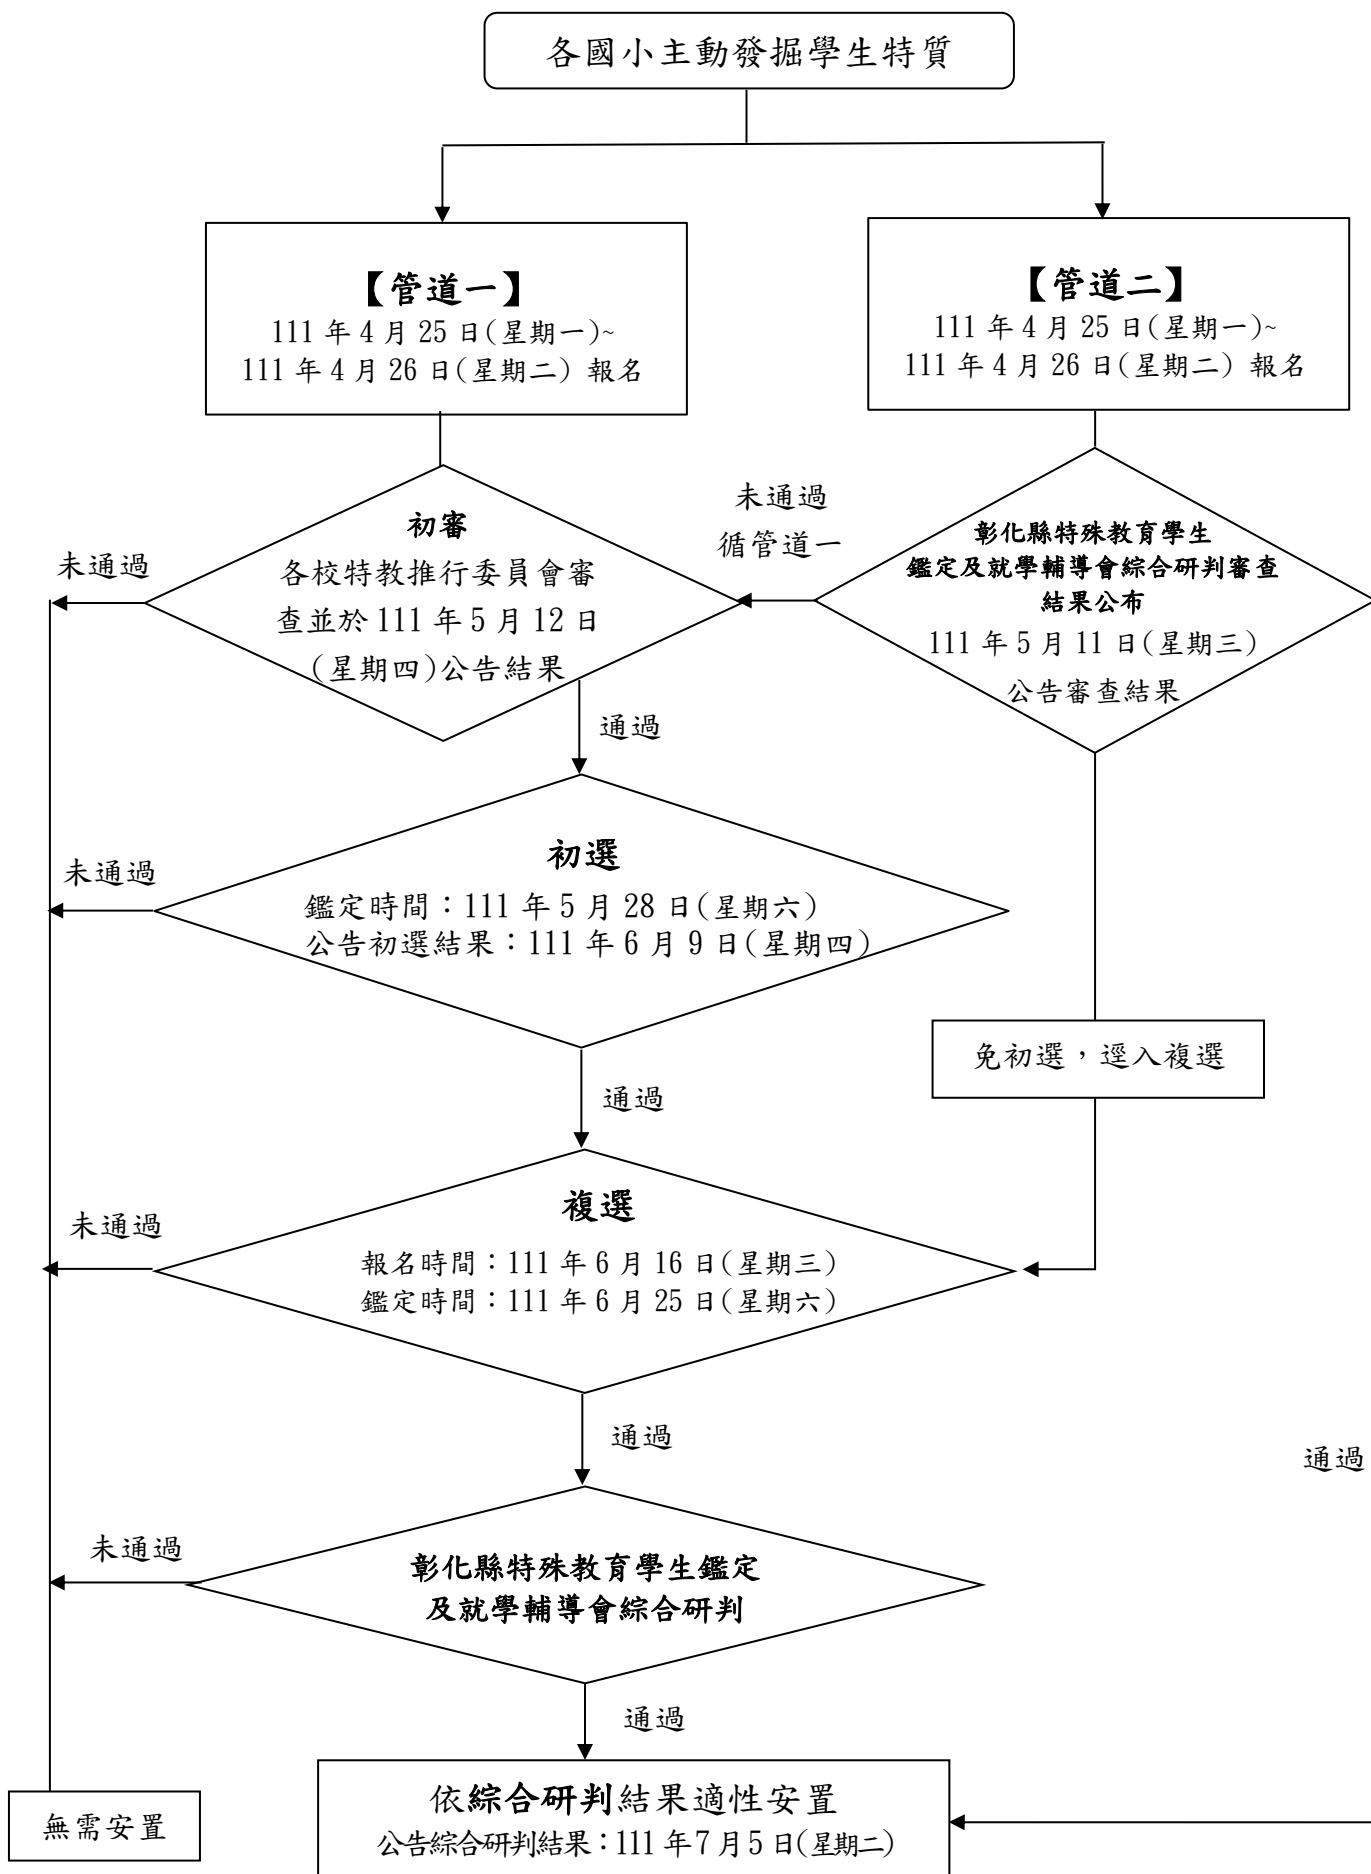 各國小主動發掘學生特質
【管道一】
111 年 4 月 25 日(星期一)~
111 年 4 月 26 日(星期二) 報名
【管道二】
111 年 4 月 25 日(星期一)~
111 年 4 月 26 日(星期二) 報名
初審
各校特教推行委員會審
查並於 111 年 5 月 12 日
(星期四)公告結果
未通過
未通過
循管道一
彰化縣特殊教育學生
鑑定及就學輔導會綜合研判審查
結果公布
111 年 5 月 11 日(星期三)
公告審查結果
通過
初選
鑑定時間：111 年 5 月 28 日(星期六)
公告初選結果：111 年 6 月 9 日(星期四)
未通過
免初選，逕入複選
通過
複選
報名時間：111 年 6 月 16 日(星期三)
鑑定時間：111 年 6 月 25 日(星期六)
未通過
通過
通過
彰化縣特殊教育學生鑑定
及就學輔導會綜合研判
未通過
通過
無需安置
依綜合研判結果適性安置
公告綜合研判結果：111 年 7 月 5 日(星期二)